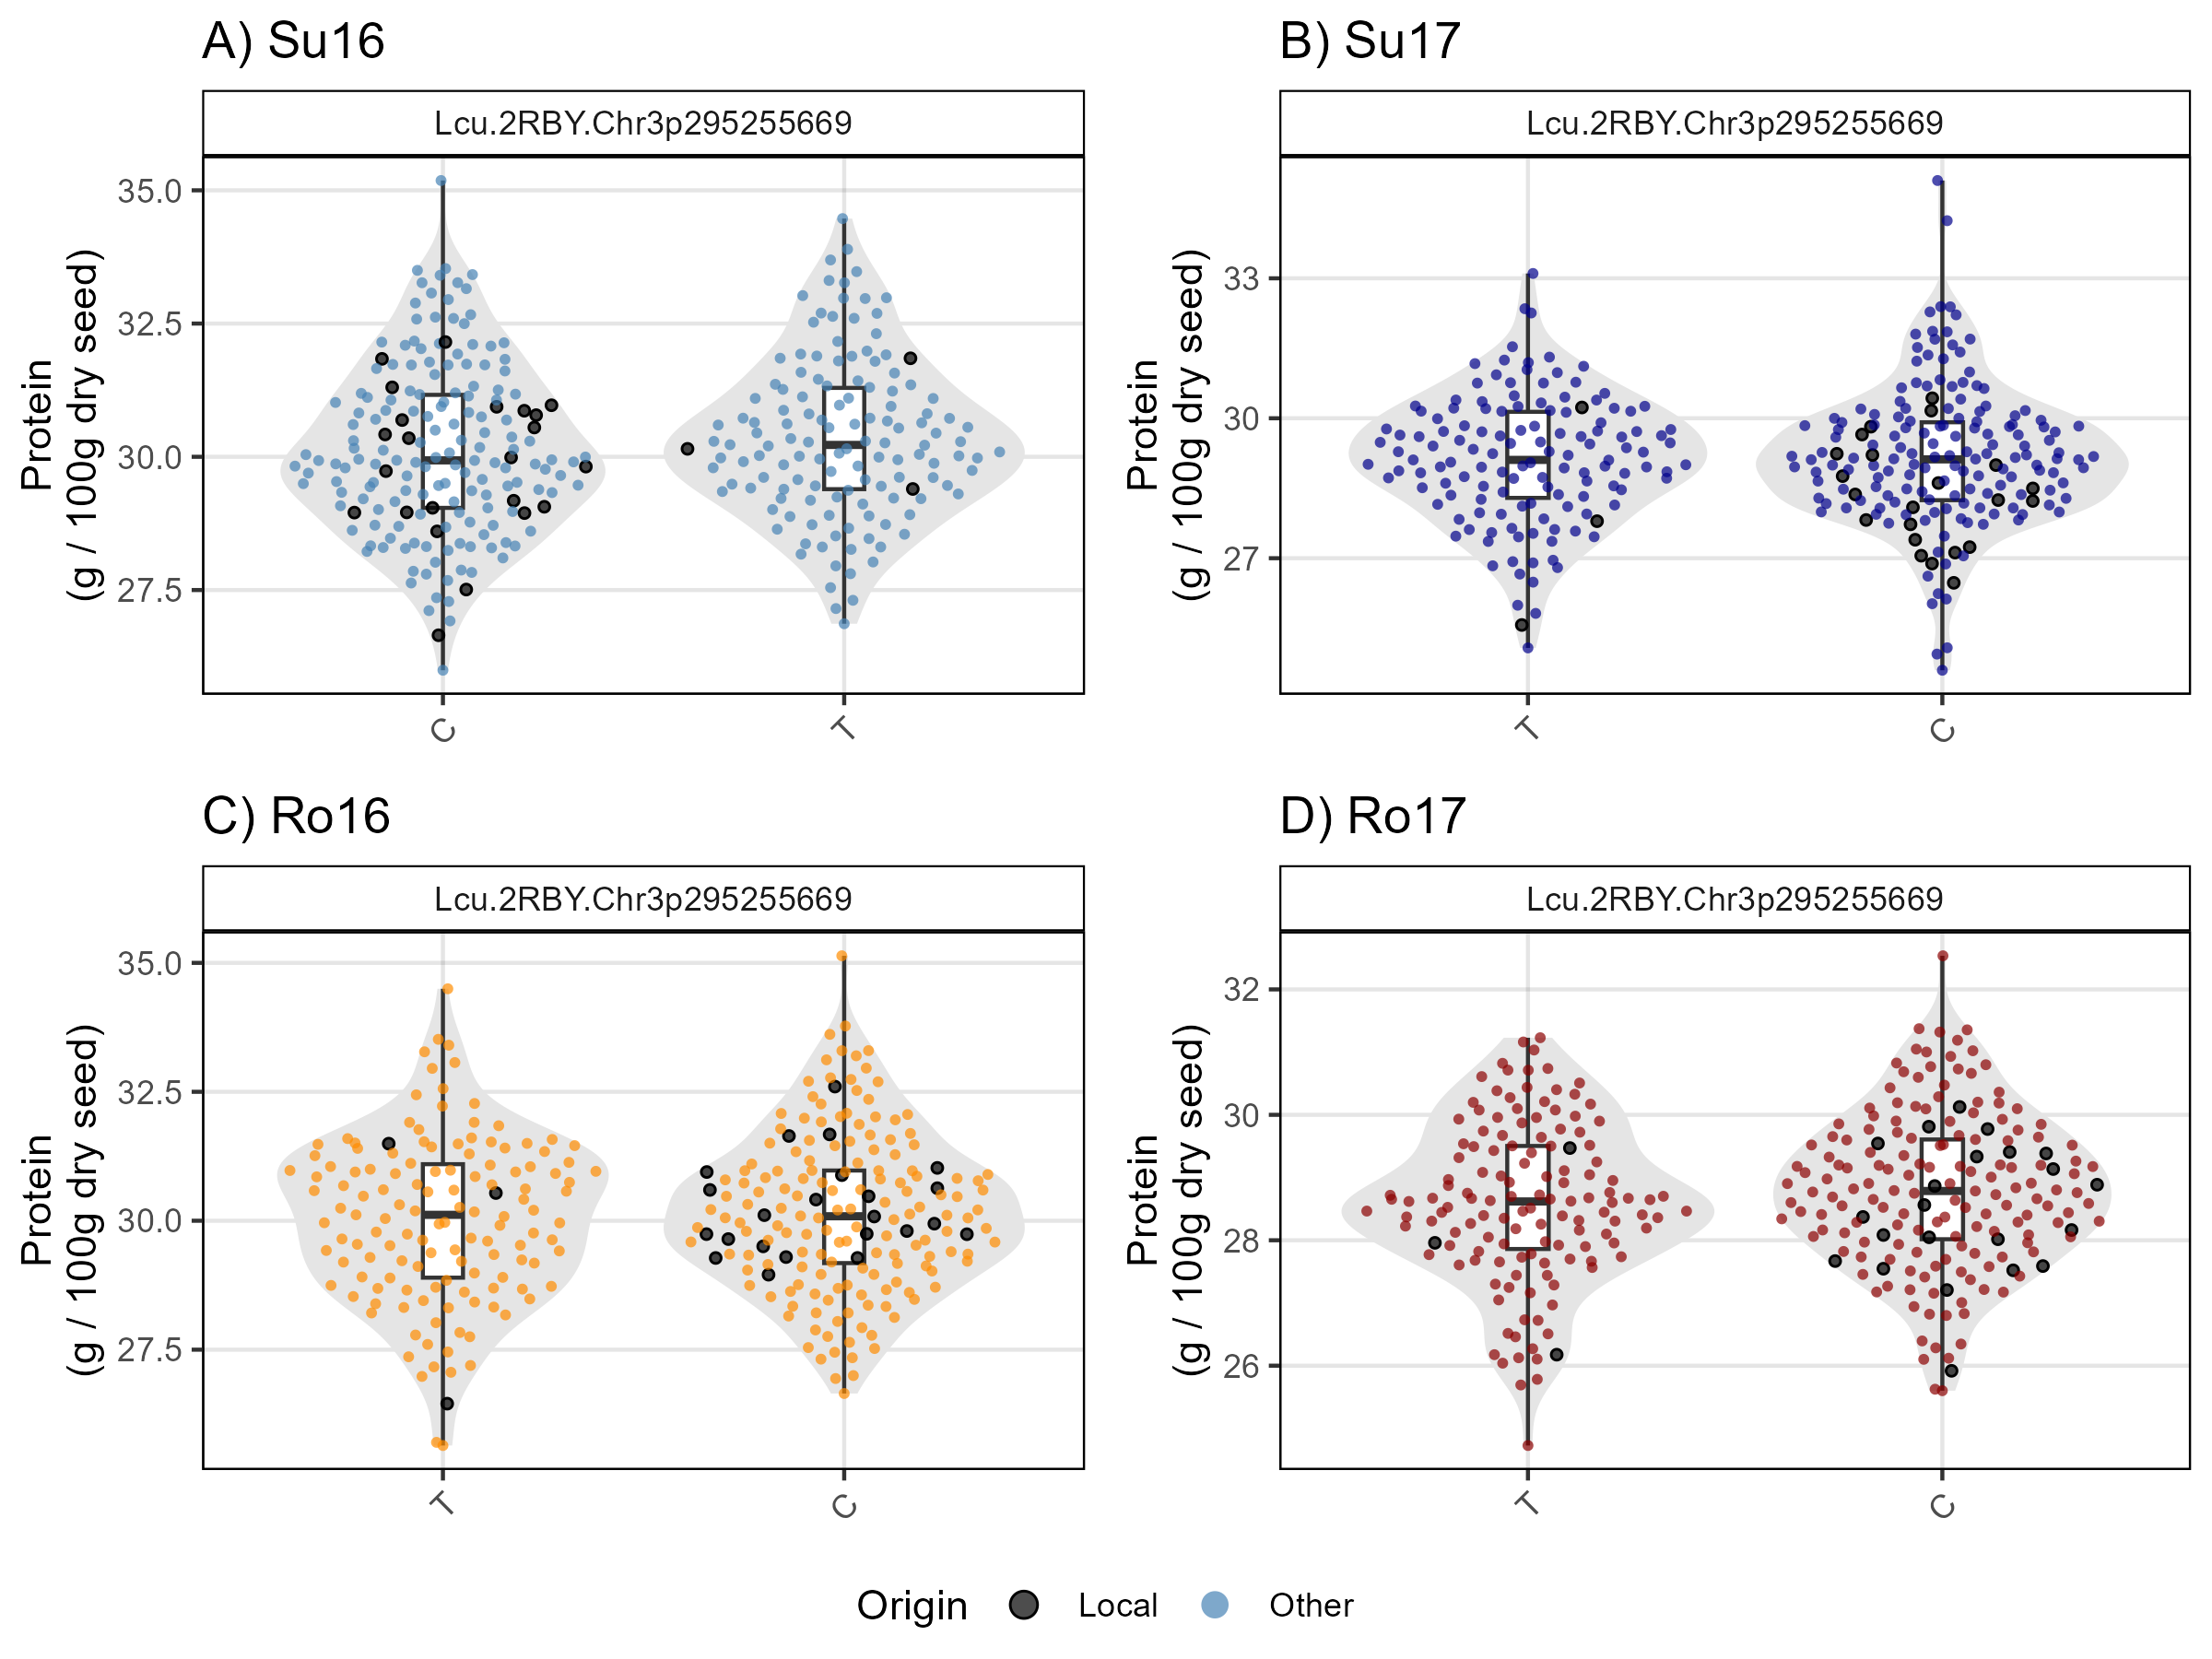 A) Su16
Lcu.2RBY.Chr3p295255669
Protein
(g / 100g dry seed)
35.0
32.5
30.0
27.5
C
T
B) Su17
Lcu.2RBY.Chr3p295255669
Protein
(g / 100g dry seed)
33
30
27
T
C
C) Ro16
Lcu.2RBY.Chr3p295255669
Protein
(g / 100g dry seed)
35.0
32.5
30.0
27.5
T
C
D) Ro17
Lcu.2RBY.Chr3p295255669
Protein
(g / 100g dry seed)
32
30
28
26
T
C
Origin Local Other